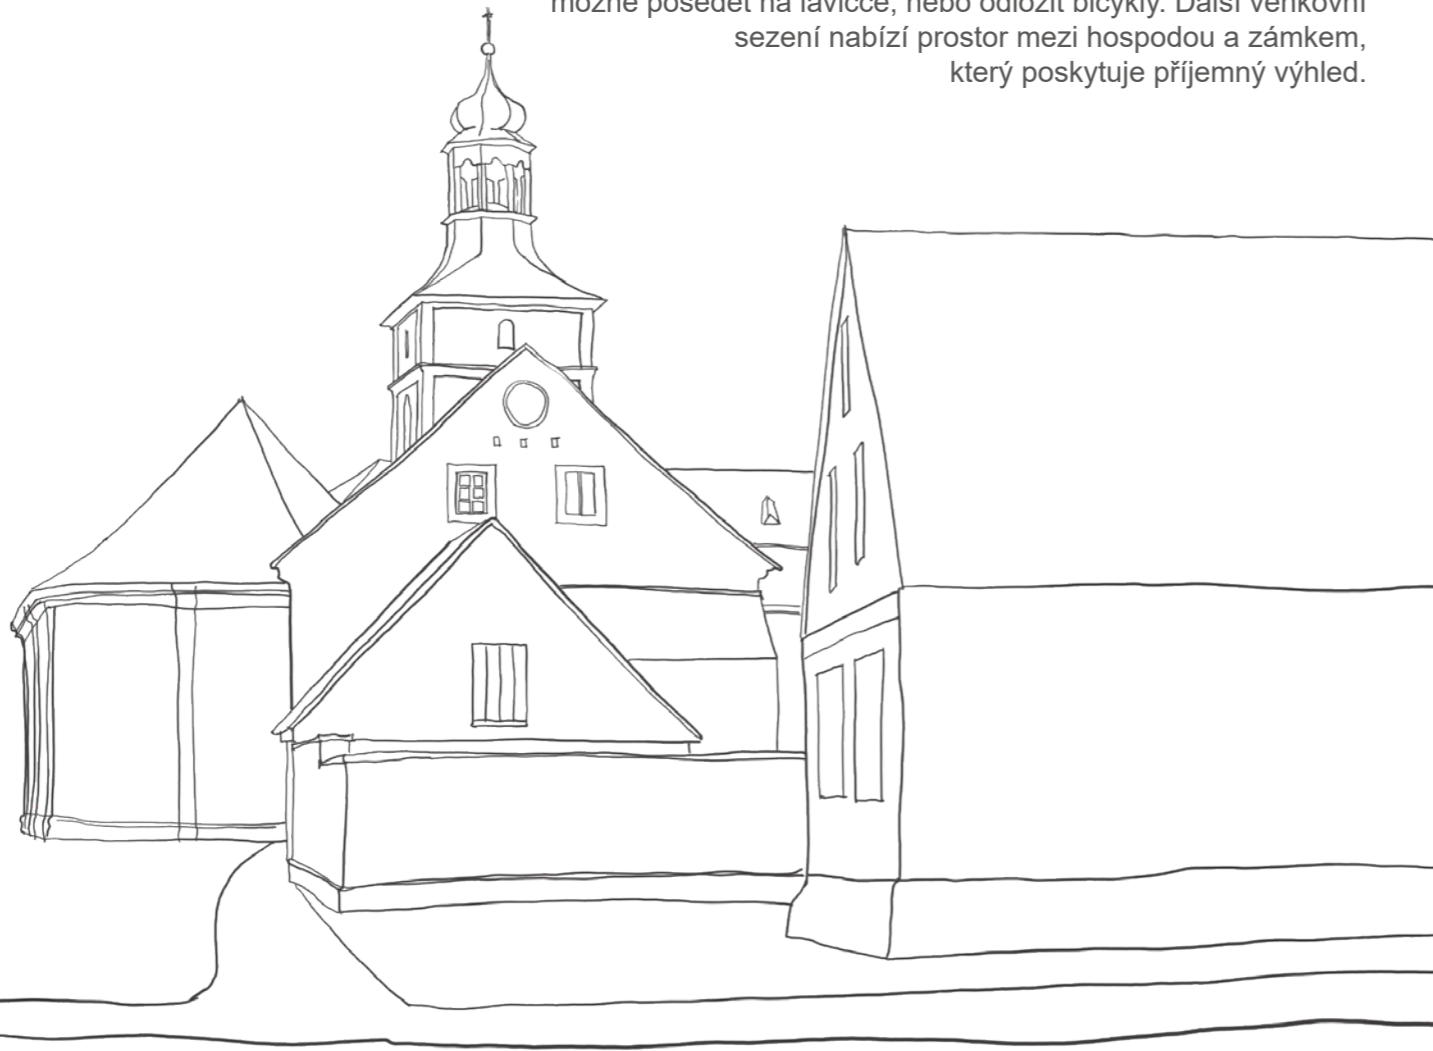 možné posedět na lavičce, nebo odložit bicykly. Další venkovní
sezení nabízí prostor mezi hospodou a zámkem,
který poskytuje příjemný výhled.